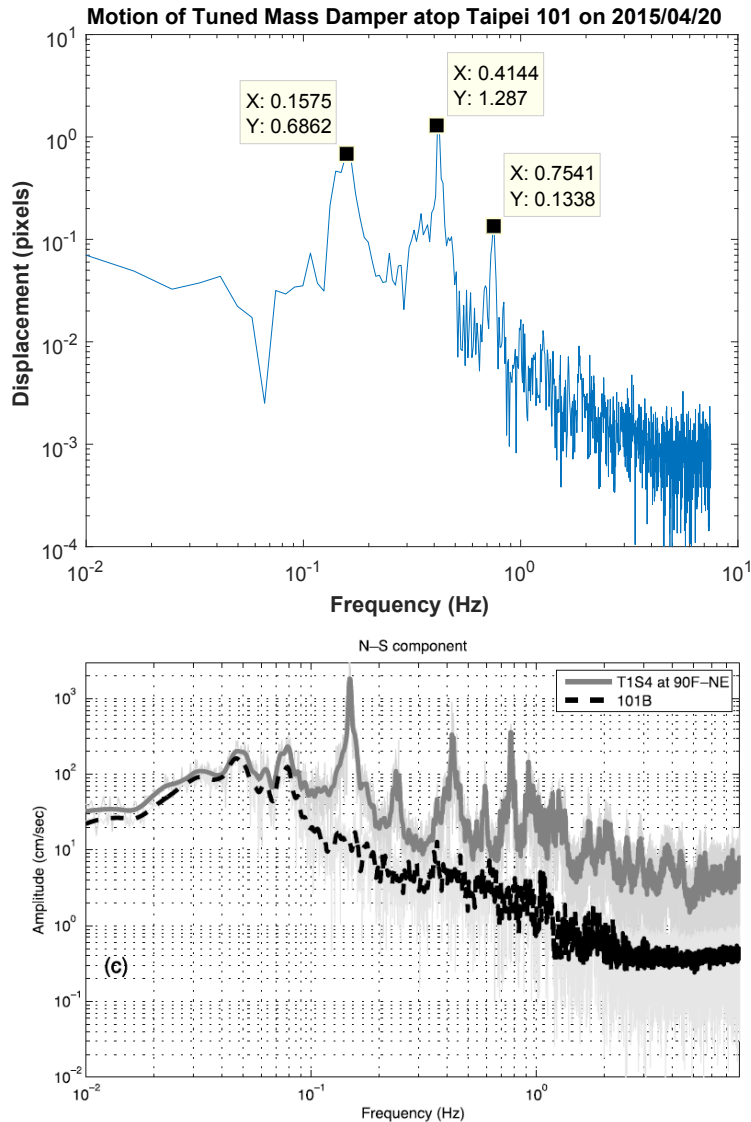 Motion of Tuned Mass Damper atop Taipei 101 on 2015/04/20
10^1
X: 0.4144
Y: 1.287
X: 0.1575
Y: 0.6862
10^0
X: 0.7541
Y: 0.1338
Displacement (pixels)
10^-1
10^-2
10^-3
10^-4
10^-2
10^-1
10^0
10^1
Frequency (Hz)
N–S component
T1S4 at 90F–NE
101B
10^3
10^2
10^1
Amplitude (cm/sec)
10^0
(c)
10^-1
10^-2
10^-2
10^-1
10^0
Frequency (Hz)